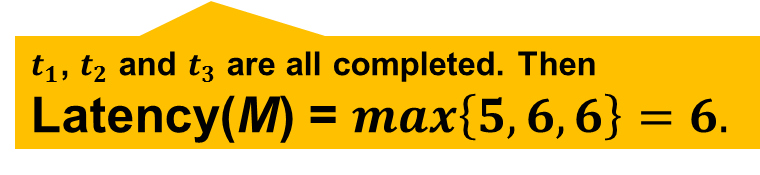 t₁, t₂ and t₃ are all completed. Then
Latency(M) = max{5, 6, 6} = 6.